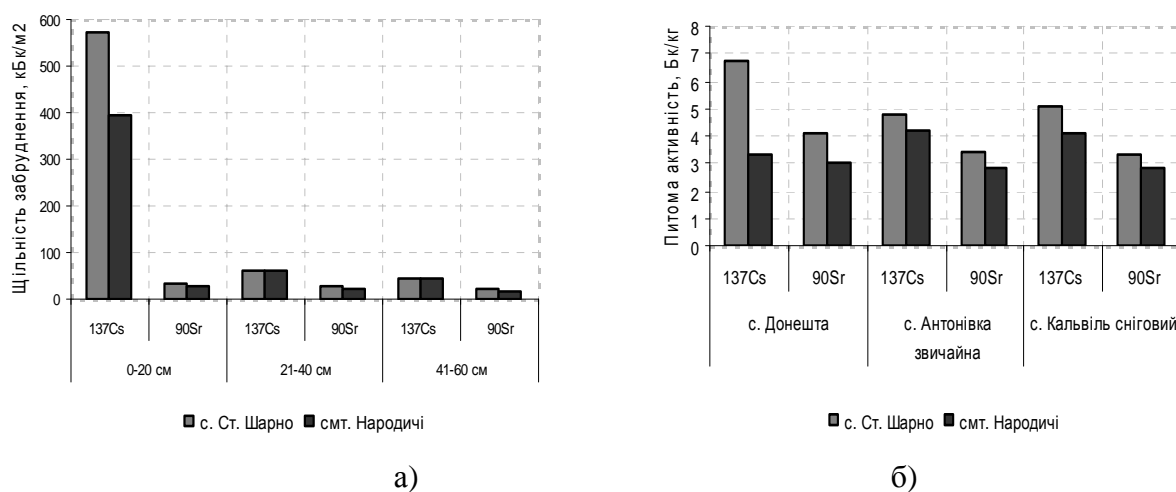 Щільність забруднення, кБк/м2
600
500
400
300
200
100
0
137Cs 90Sr 137Cs 90Sr 137Cs 90Sr
0-20 см 21-40 см 41-60 см
с. Ст. Шарно смт. Народичі
а)
Питома активність, Бк/кг
8
7
6
5
4
3
2
1
0
137Cs 90Sr 137Cs 90Sr 137Cs 90Sr
с. Донешта с. Антонівка с. Кальвіль сніговий
звичайна
с. Ст. Шарно смт. Народичі
б)